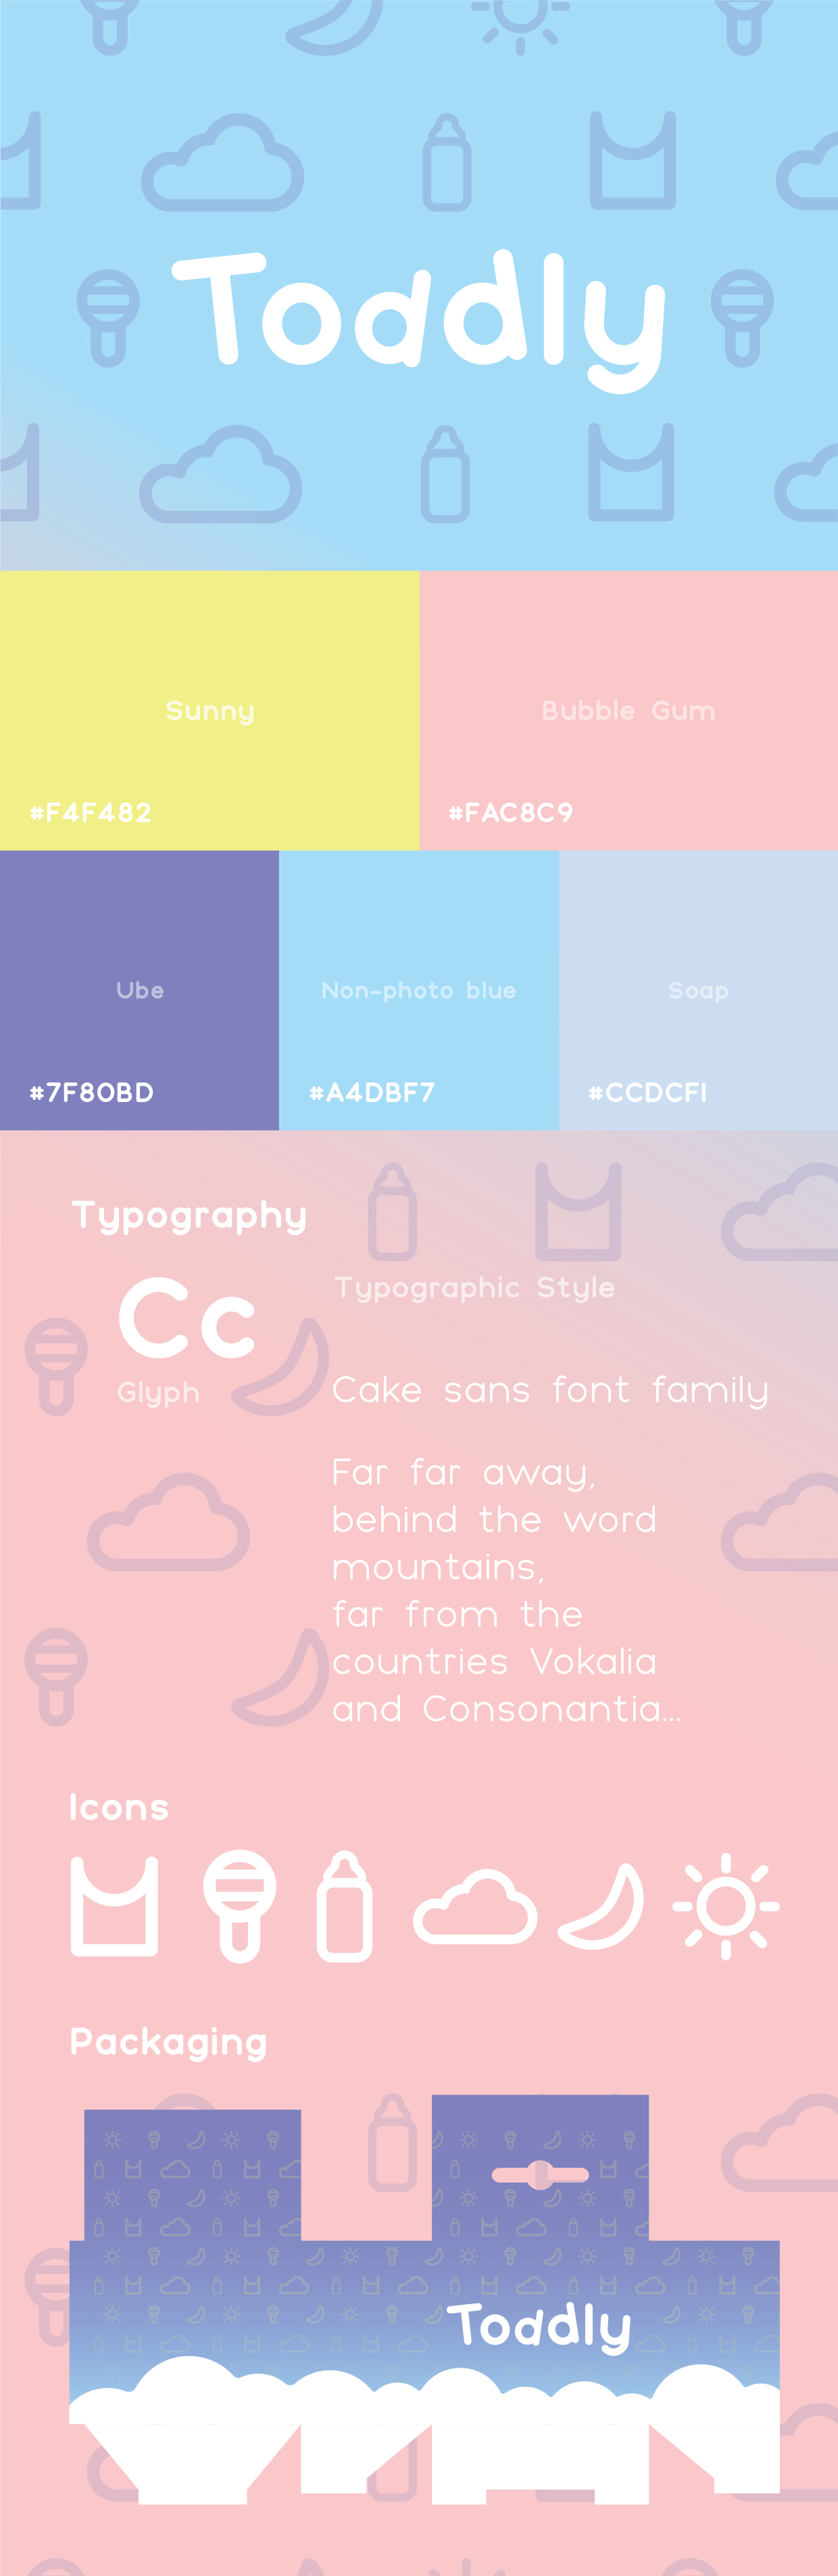 Toddly
Sunny
Bubble Gum
#F4F482
#FAC8C9
Ube
Non-photo blue
Soap
#7F80BD
#A4DBF7
#CCDCF1
Typography
Cc
Typographic Style
Glyph
Cake sans font family
Far far away,
behind the word
mountains,
far from the
countries Vokalia
and Consonantia...
Icons
Packaging
Toddly